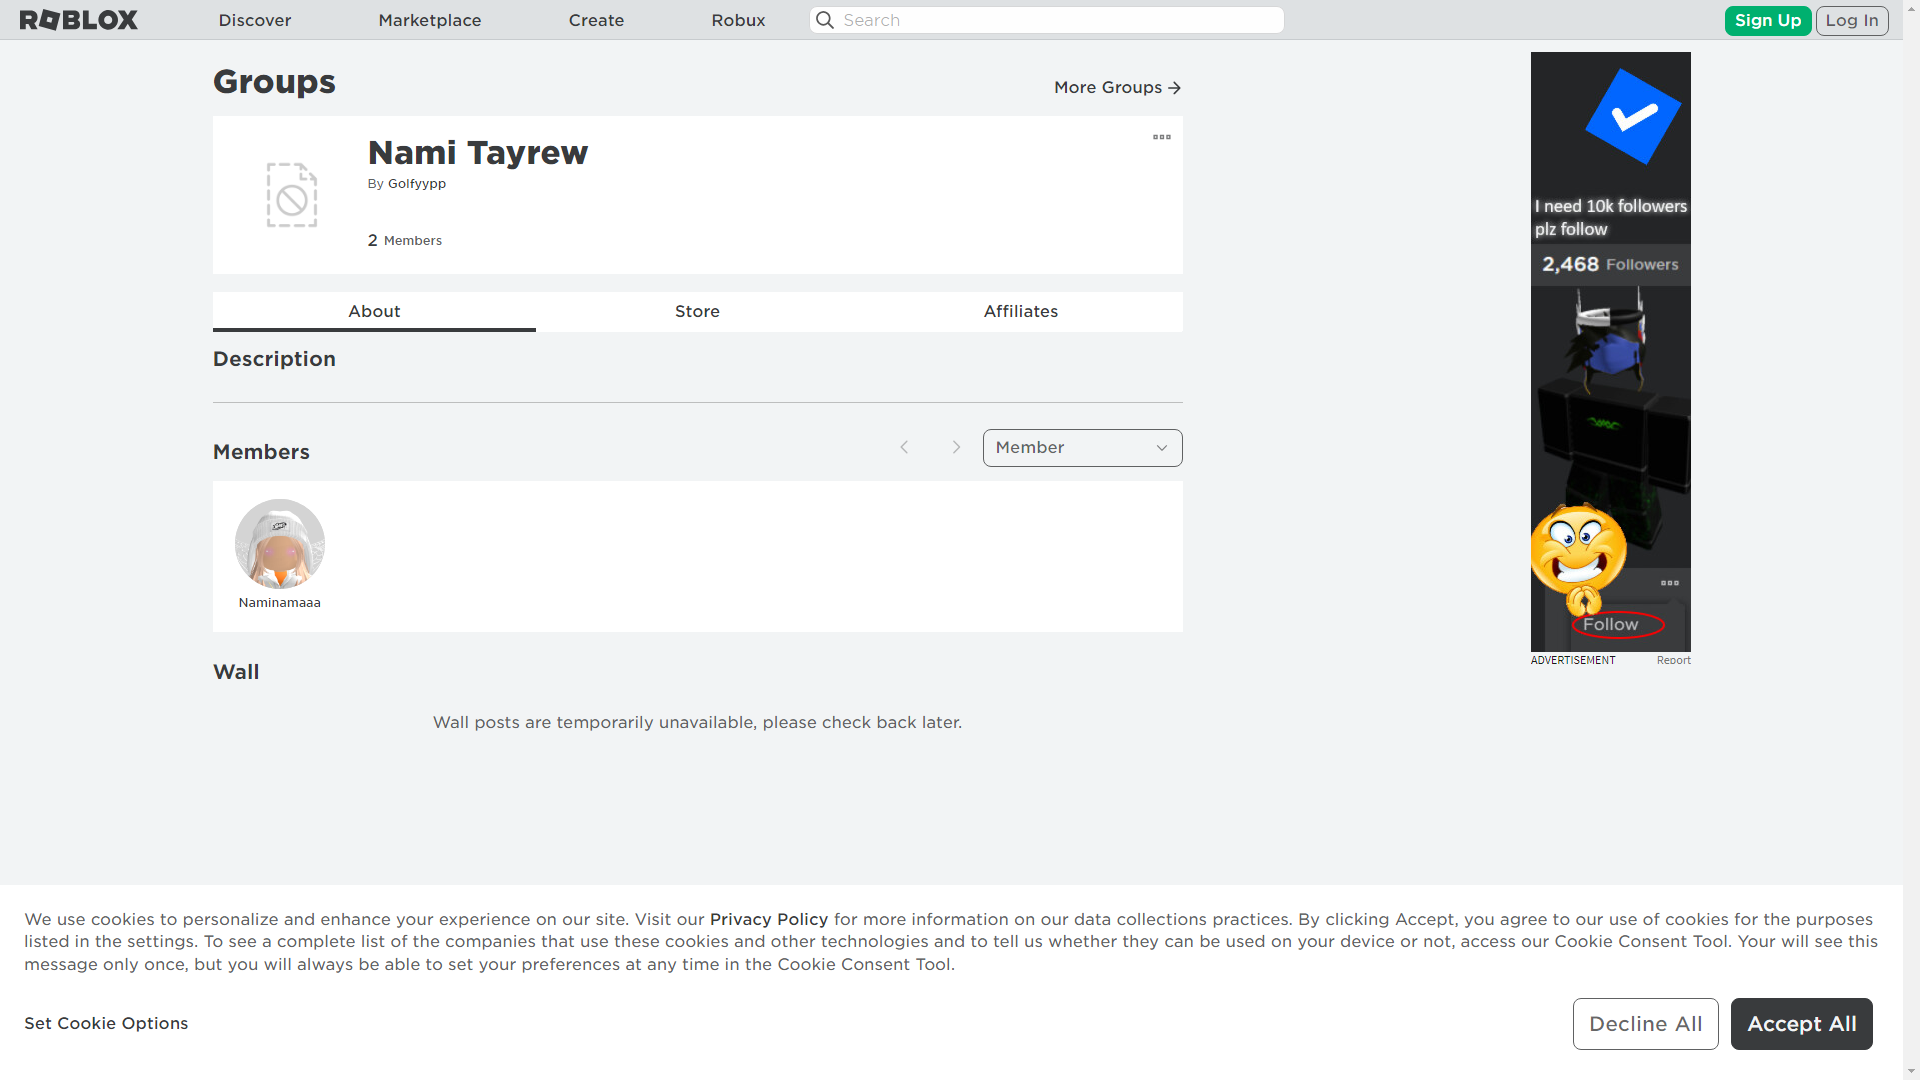 ROBLOX
Discover
Marketplace
Create
Robux
Search
Sign Up
Log In
Groups
More Groups
Nami Tayrew
By Golfyypp
2 Members
About
Store
Affiliates
Description
Members
Member
Naminamaaa
Wall
Wall posts are temporarily unavailable, please check back later.
I need 10k followers
plz follow
2,468 Followers
Follow
ADVERTISEMENT
Report
We use cookies to personalize and enhance your experience on our site. Visit our Privacy Policy for more information on our data collections practices. By clicking Accept, you agree to our use of cookies for the purposes
listed in the settings. To see a complete list of the companies that use these cookies and other technologies and to tell us whether they can be used on your device or not, access our Cookie Consent Tool. Your will see this
message only once, but you will always be able to set your preferences at any time in the Cookie Consent Tool.
Set Cookie Options
Decline All
Accept All